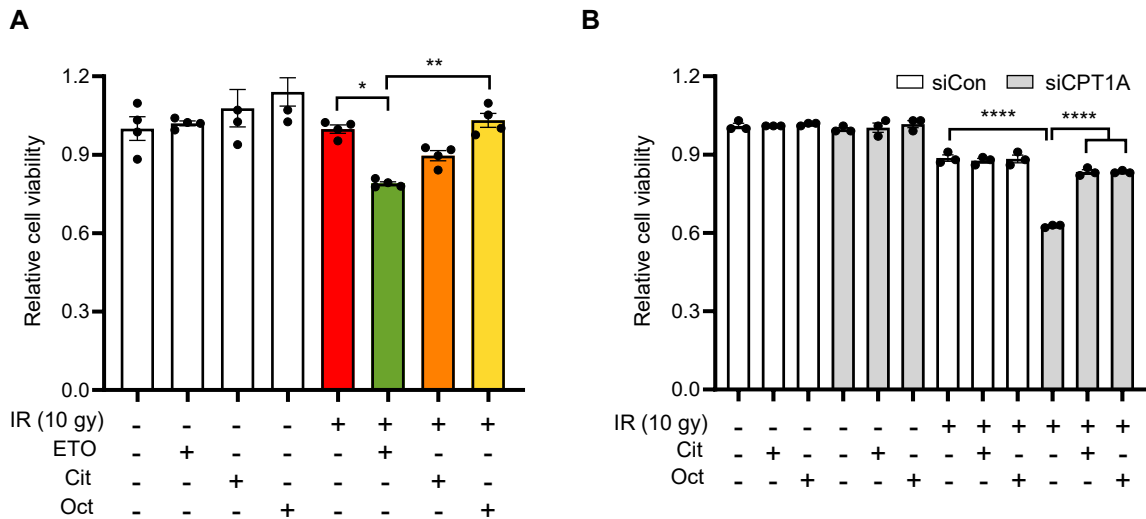 A
Relative cell viability
1.2
0.9
0.6
0.3
0.0
*
**
IR (10 gy) - - - - + + + +
ETO - + - - - + - -
Cit - - + - - - + -
Oct - - - + - - - +
B
Relative cell viability
1.2
0.9
0.6
0.3
0.0
siCon siCPT1A
**** ****
IR (10 gy) - - - - - - + + + + + +
Cit - + - - + - - + - - + -
Oct - - + - - + - - + - - +